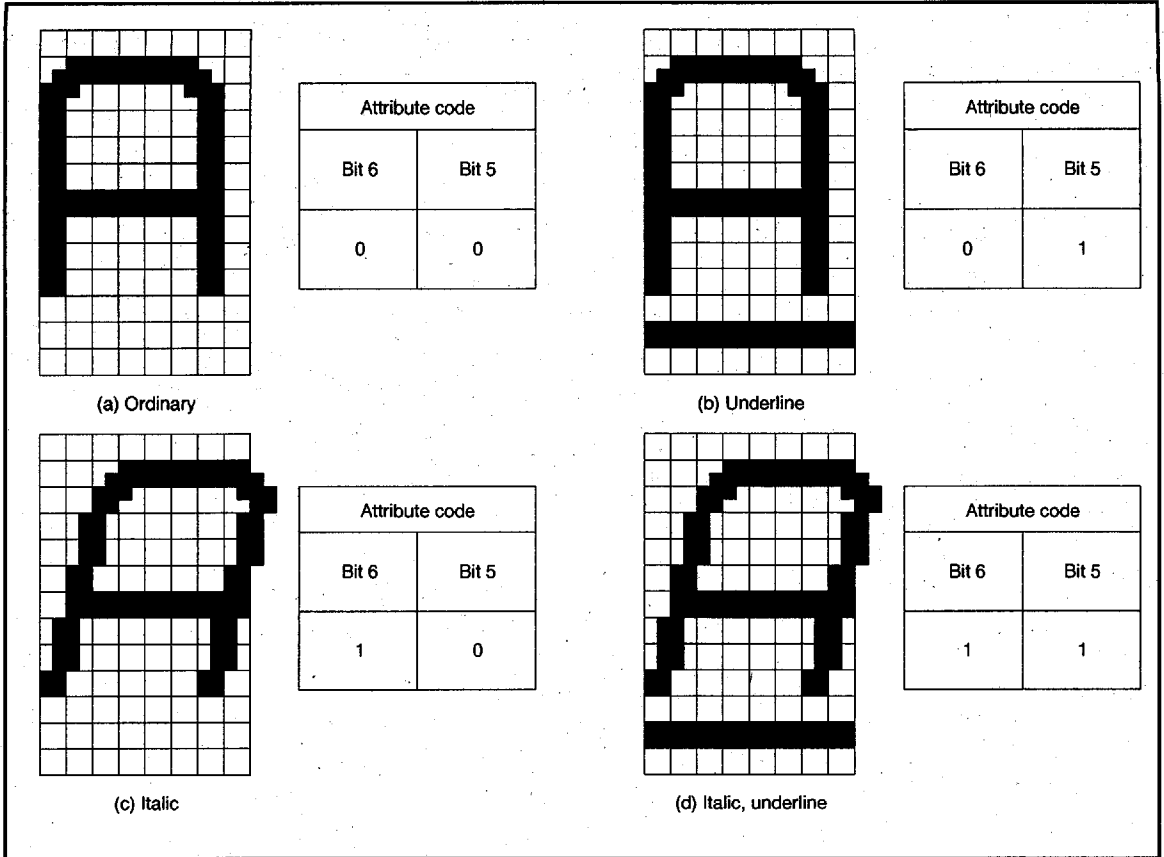 Attribute code
Bit 6 Bit 5
0 0
(a) Ordinary
Attribute code
Bit 6 Bit 5
0 1
(b) Underline
Attribute code
Bit 6 Bit 5
1 0
(c) Italic
Attribute code
Bit 6 Bit 5
1 1
(d) Italic, underline